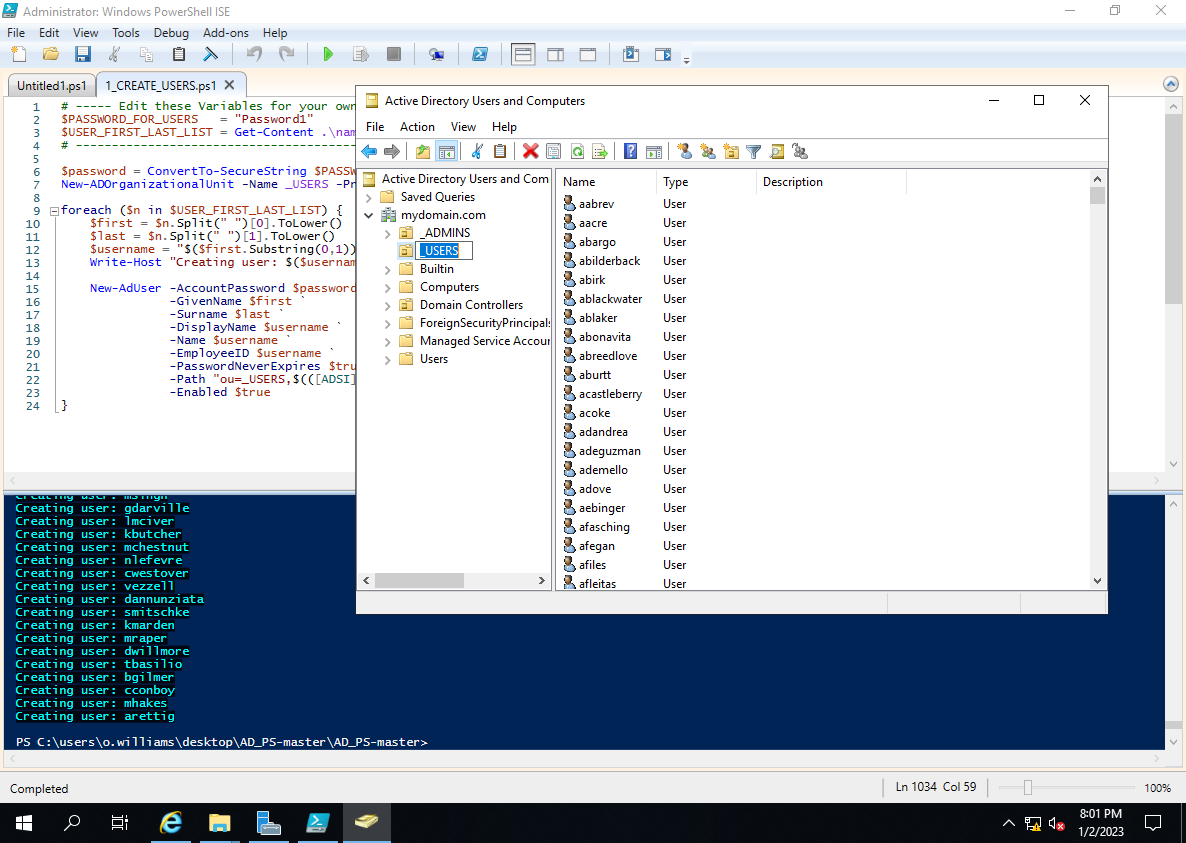 Administrator: Windows PowerShell ISE
File Edit View Tools Debug Add-ons Help
Untitled1.ps1 1_CREATE_USERS.ps1 X
1 # ----- Edit these Variables for your own
2 $PASSWORD_FOR_USERS = "Password1"
3 $USER_FIRST_LAST_LIST = Get-Content .\nam
4 # ----------------------------------------
5
6 $password = ConvertTo-SecureString $PASSW
7 New-ADOrganizationalUnit -Name _USERS -Pr
8
9 foreach ($n in $USER_FIRST_LAST_LIST) {
10 $first = $n.Split(" ")[0].ToLower()
11 $last = $n.Split(" ")[1].ToLower()
12 $username = "$($first.Substring(0,1))
13 Write-Host "Creating user: $($usernam
14
15 New-AdUser -AccountPassword $password
16 -GivenName $first `
17 -Surname $last `
18 -DisplayName $username `
19 -Name $username `
20 -EmployeeID $username `
21 -PasswordNeverExpires $tru
22 -Path "ou=_USERS,$(([ADSI]
23 -Enabled $true
24 }
Active Directory Users and Computers
File Action View Help
Active Directory Users and Com
Saved Queries
mydomain.com
_ADMINS
_USERS
Builtin
Computers
Domain Controllers
ForeignSecurityPrincipals
Managed Service Accour
Users
Name Type Description
aabrev User
aacre User
abargo User
abilderback User
abirk User
ablackwater User
ablaker User
abonavita User
abreedlove User
aburtt User
acastleberry User
acoke User
adandrea User
adeguzman User
ademello User
adove User
aebinger User
afasching User
afegan User
afiles User
afleitas User
Creating user: msingh
Creating user: gdarville
Creating user: lmciver
Creating user: kbutcher
Creating user: mchestnut
Creating user: nlefevre
Creating user: cwestover
Creating user: vezzell
Creating user: dannunziata
Creating user: smitschke
Creating user: kmarden
Creating user: mraper
Creating user: dwillmore
Creating user: tbasilio
Creating user: bgilmer
Creating user: cconboy
Creating user: mhakes
Creating user: arettig
PS C:\users\o.williams\desktop\AD_PS-master\AD_PS-master>
Completed Ln 1034 Col 59 100%
8:01 PM
1/2/2023